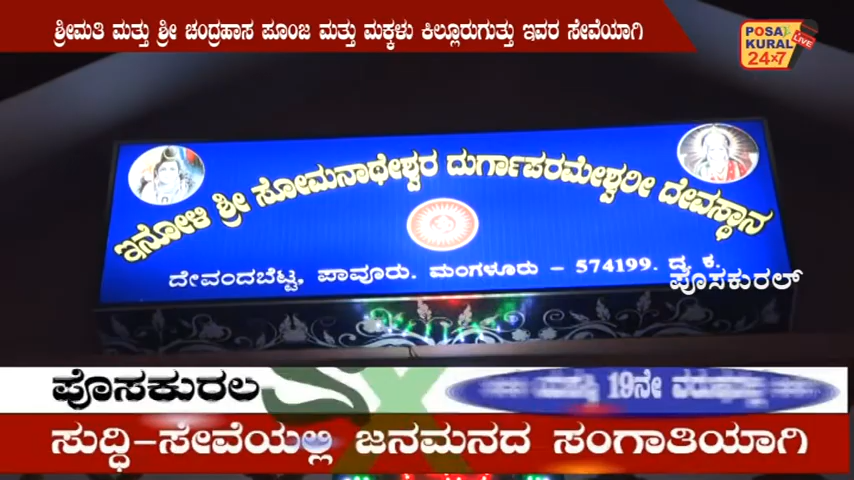 ಶ್ರೀಮತಿ ಮತ್ತು ಶ್ರೀ ಚಂದ್ರಹಾಸ ಪೂಂಜ ಮತ್ತು ಮಕ್ಕಳು ಕಿಲ್ಲೂರುಗುತ್ತು ಇವರ ಸೇವೆಯಾಗಿ
POSA
KURAL
24x7
LIVE
ಇನೋಳಿ ಶ್ರೀ ಸೋಮನಾಥೇಶ್ವರ ದುರ್ಗಾಪರಮೇಶ್ವರೀ ದೇವಸ್ಥಾನ
ದೇವಂದಬೆಟ್ಟ, ಪಾವೂರು. ಮಂಗಳೂರು – 574199. ದ್ರ. ಕ.
ಪೊಸಕುರಲ್
ಪೊಸಕುರಲ
19ನೇ
ಸುದ್ಧಿ-ಸೇವೆಯಲ್ಲಿ ಜನಮನದ ಸಂಗಾತಿಯಾಗಿ